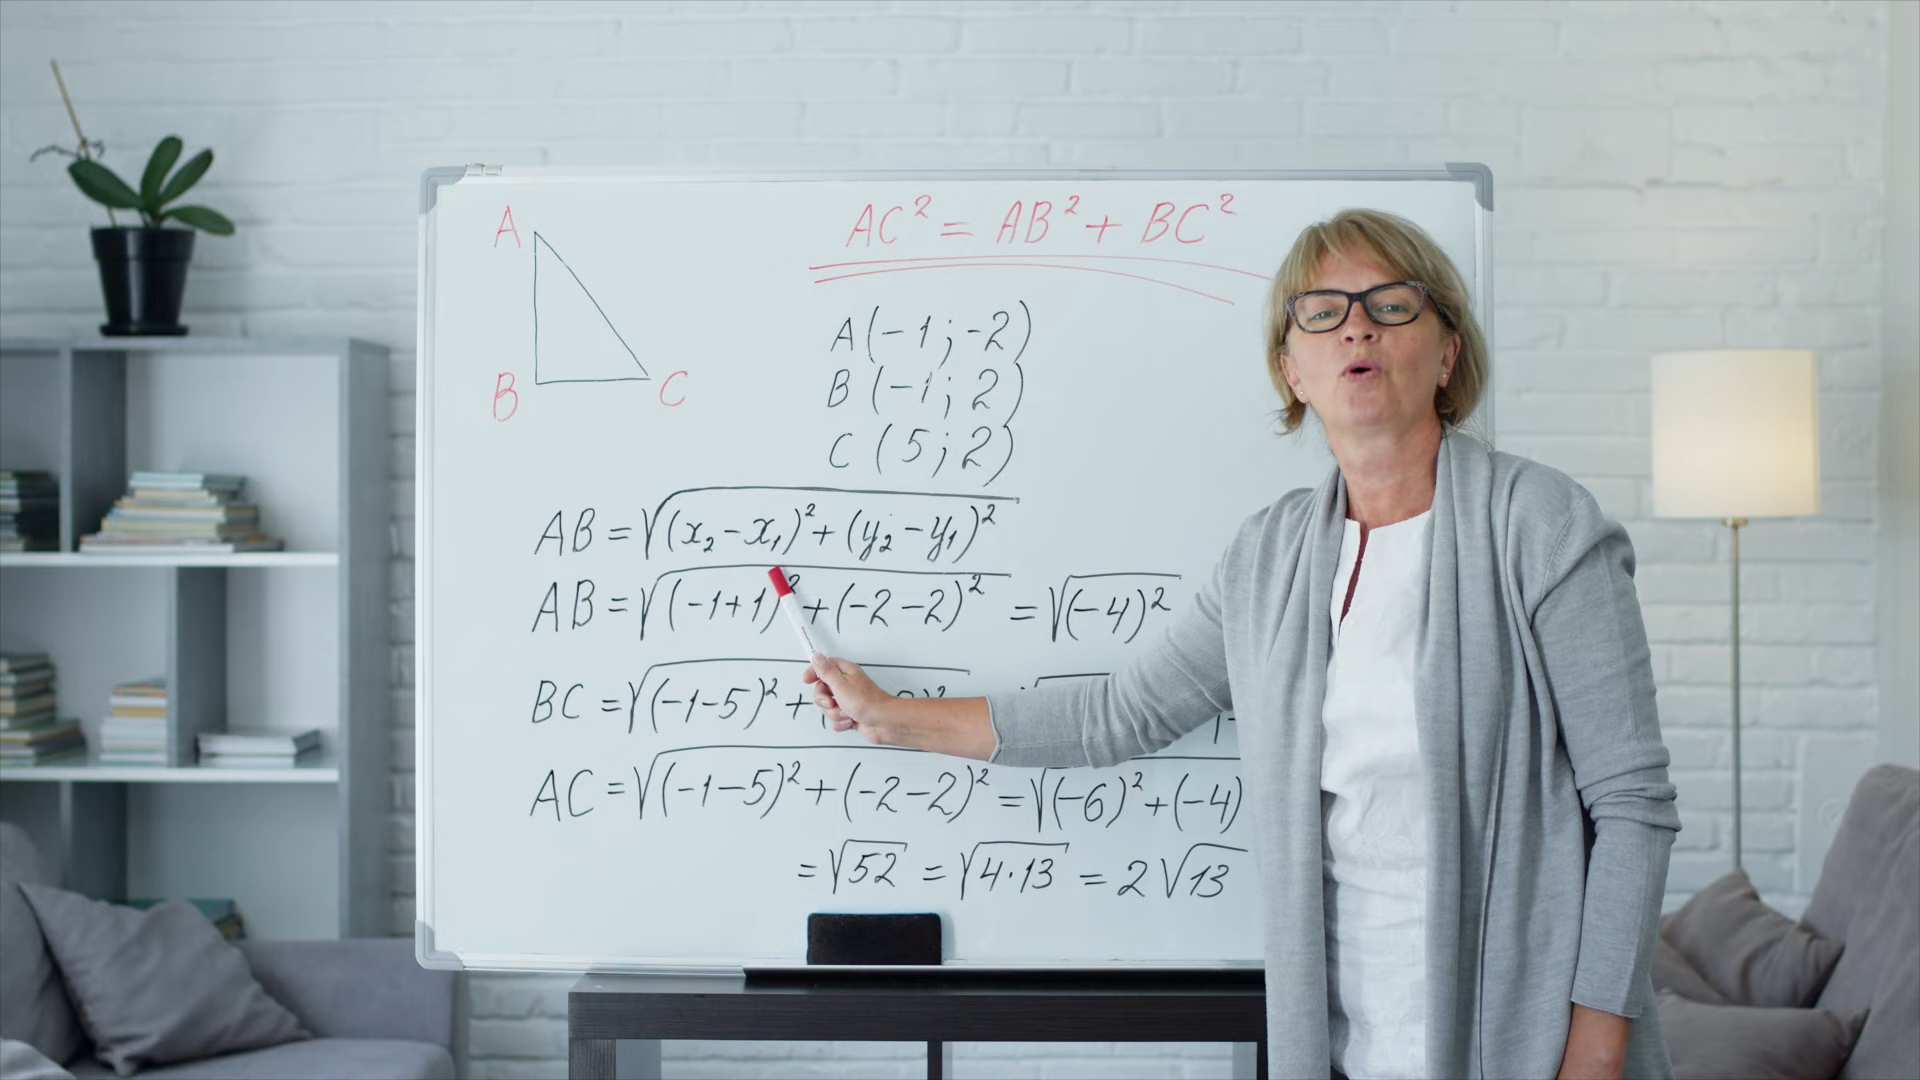 A
AC² = AB² + BC²
B
C
A(-1; -2)
B(-1; 2)
C(5; 2)
AB = √((x₂ - x₁)² + (y₂ - y₁)²)
AB = √((-1+1)² + (-2-2)²) = √((-4)²)
BC = √((-1-5)² +
AC = √((-1-5)² + (-2-2)²) = √((-6)² + (-4)
= √52 = √4·13 = 2√13